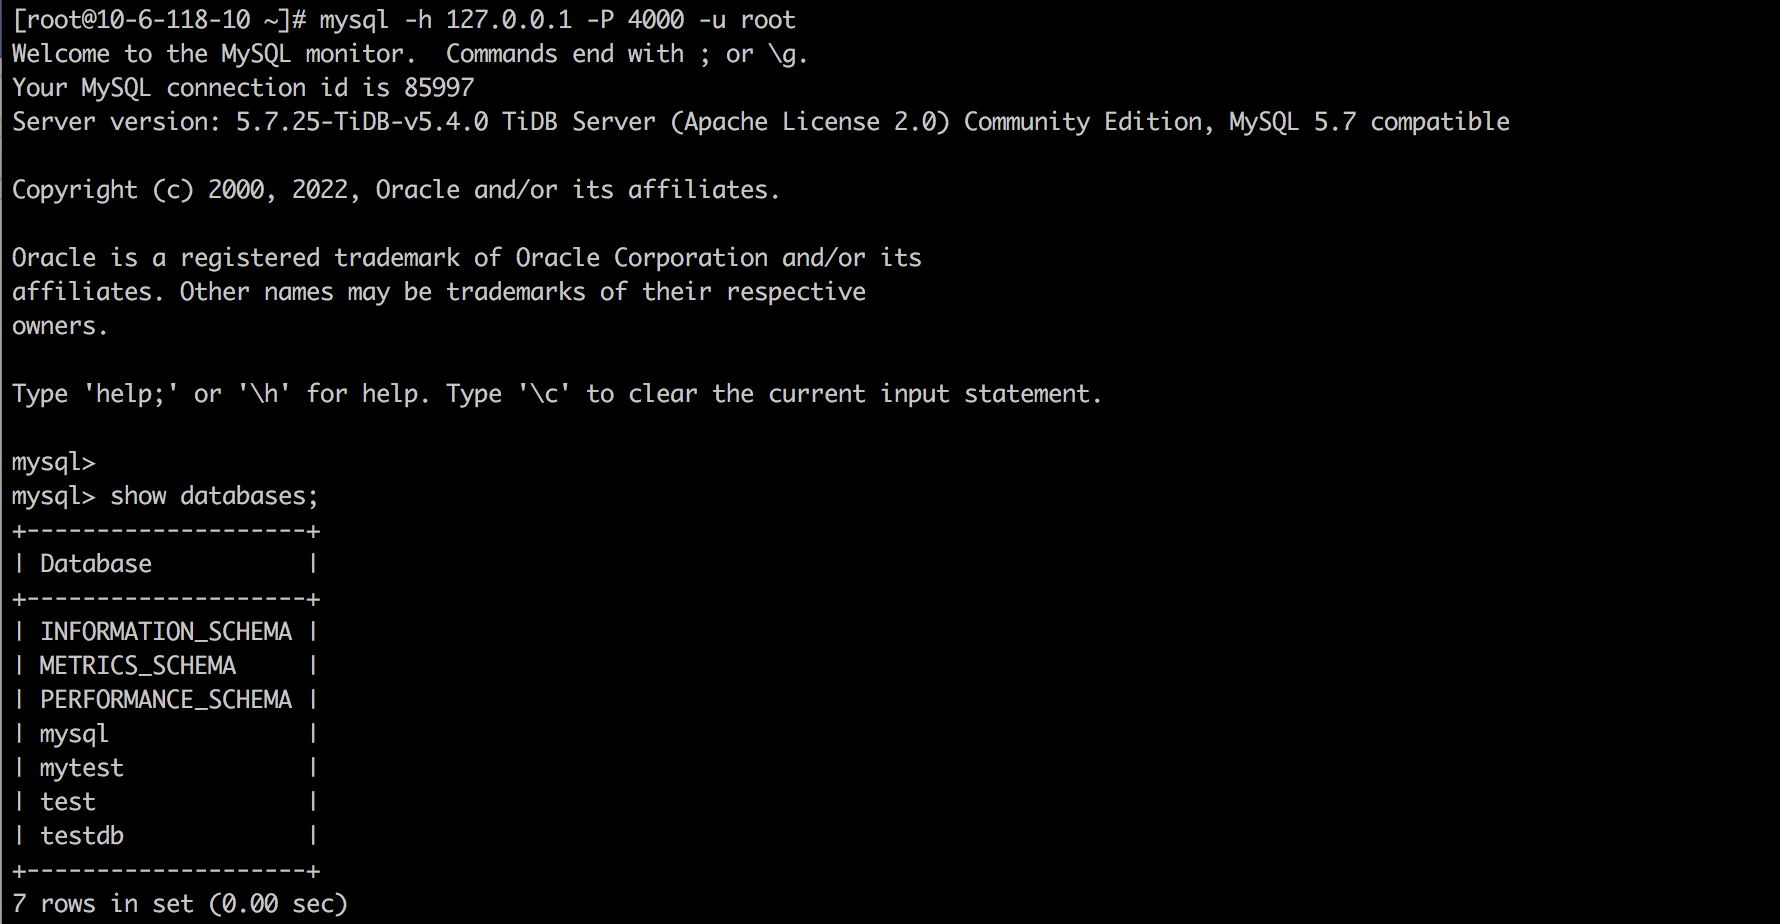 [root@10-6-118-10 ~]# mysql -h 127.0.0.1 -P 4000 -u root
Welcome to the MySQL monitor.  Commands end with ; or \g.
Your MySQL connection id is 85997
Server version: 5.7.25-TiDB-v5.4.0 TiDB Server (Apache License 2.0) Community Edition, MySQL 5.7 compatible

Copyright (c) 2000, 2022, Oracle and/or its affiliates.

Oracle is a registered trademark of Oracle Corporation and/or its
affiliates. Other names may be trademarks of their respective
owners.

Type 'help;' or '\h' for help. Type '\c' to clear the current input statement.

mysql>
mysql> show databases;
+--------------------+
| Database           |
+--------------------+
| INFORMATION_SCHEMA |
| METRICS_SCHEMA     |
| PERFORMANCE_SCHEMA |
| mysql              |
| mytest             |
| test               |
| testdb             |
+--------------------+
7 rows in set (0.00 sec)